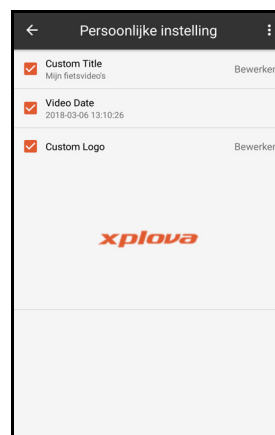 Persoonlijke instelling
Custom Title
Mijn fietsvideo's
Bewerken
Video Date
2018-03-06 13:10:26
Custom Logo
Bewerken
xplova